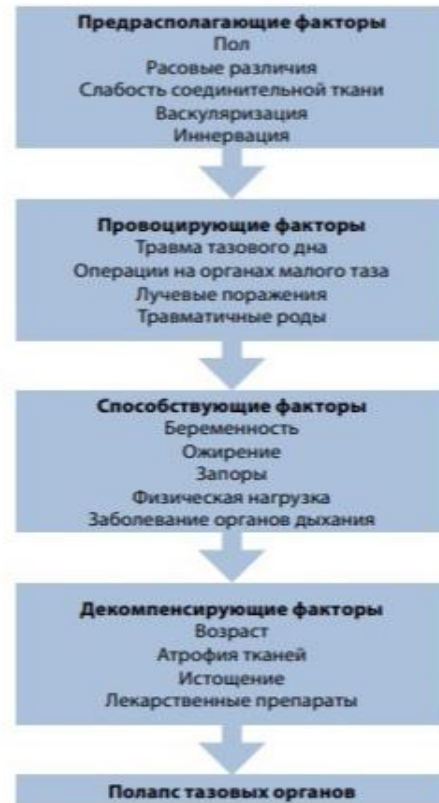 Предрасполагающие факторы
Пол
Расовые различия
Слабость соединительной ткани
Васкуляризация
Иннервация
Провоцирующие факторы
Травма тазового дна
Операции на органах малого таза
Лучевые поражения
Травматичные роды
Способствующие факторы
Беременность
Ожирение
Запоры
Физическая нагрузка
Заболевание органов дыхания
Декомпенсирующие факторы
Возраст
Атрофия тканей
Истощение
Лекарственные препараты
Полапс тазовых органов